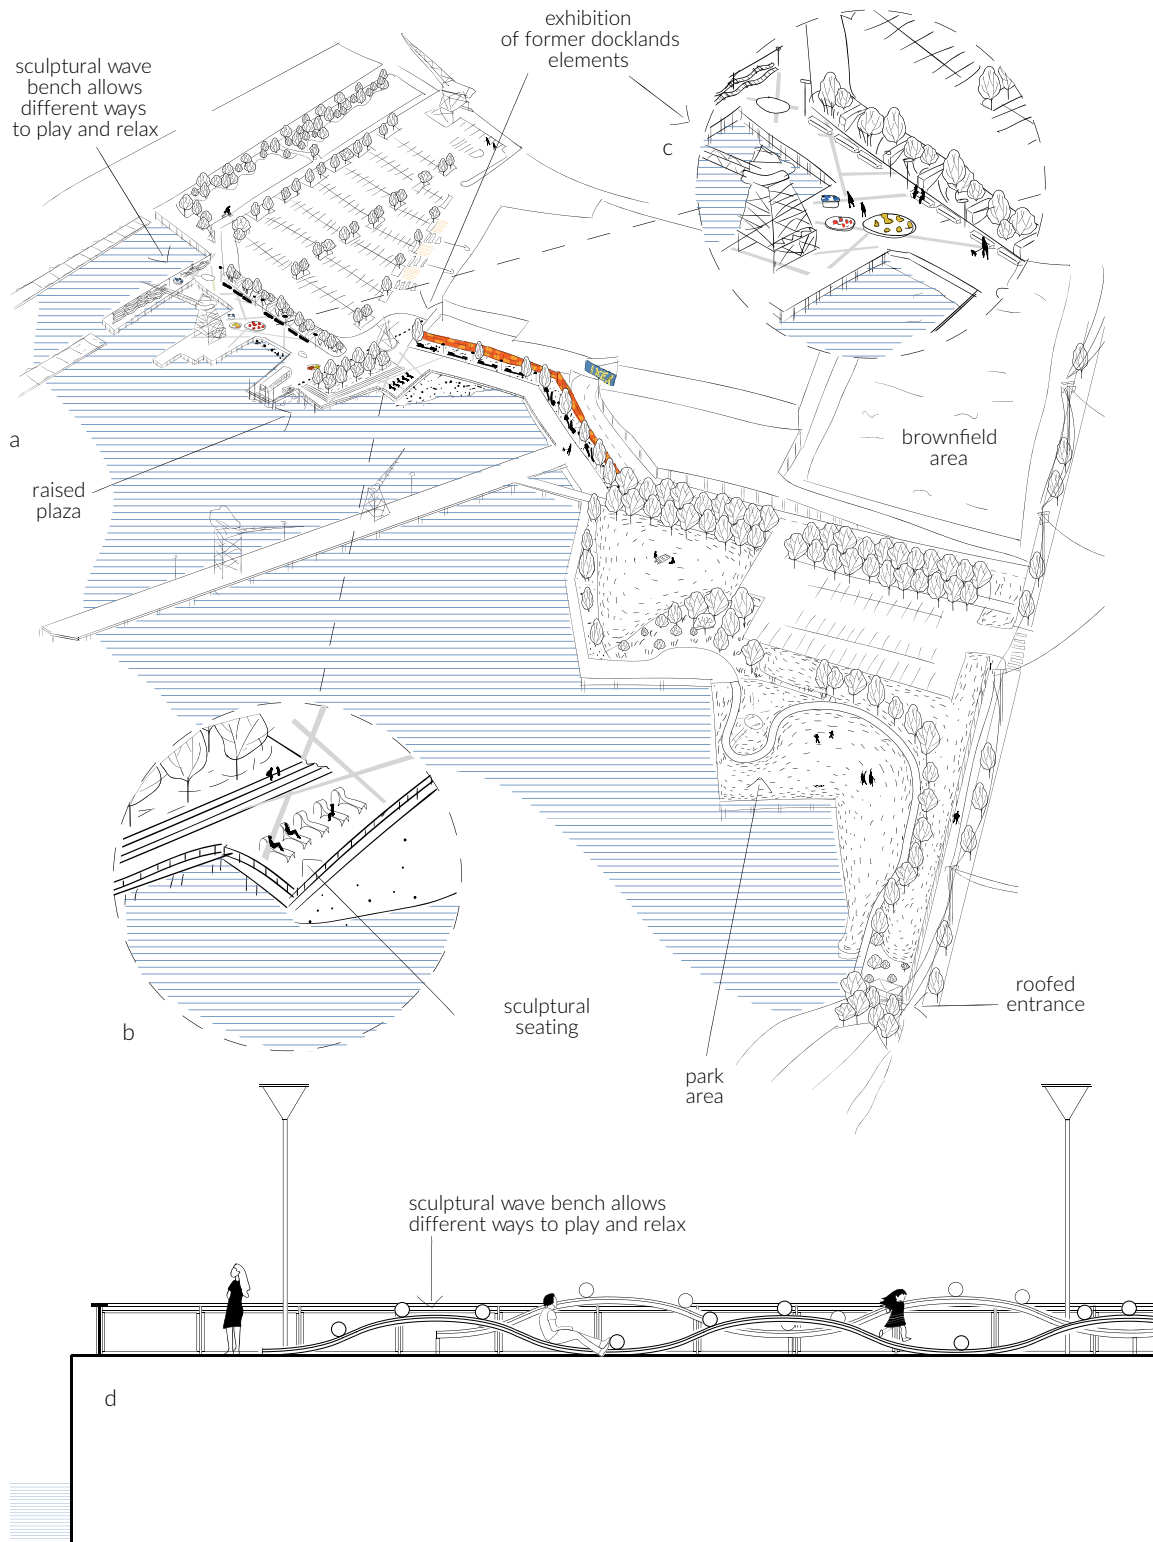 exhibition
of former docklands
elements
sculptural wave
bench allows
different ways
to play and relax
c
IKEA
a
brownfield
area
raised
plaza
roofed
entrance
sculptural
seating
b
park
area
sculptural wave bench allows
different ways to play and relax
d